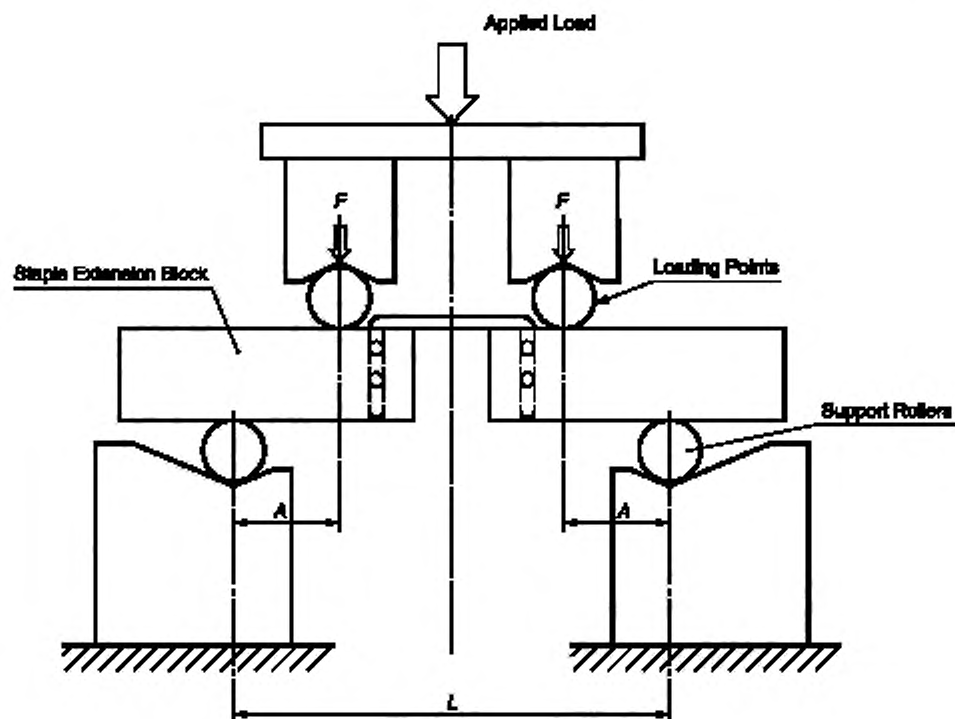 Applied Load
F
F
Staple Extension Block
Loading Points
Support Rollers
A
A
L